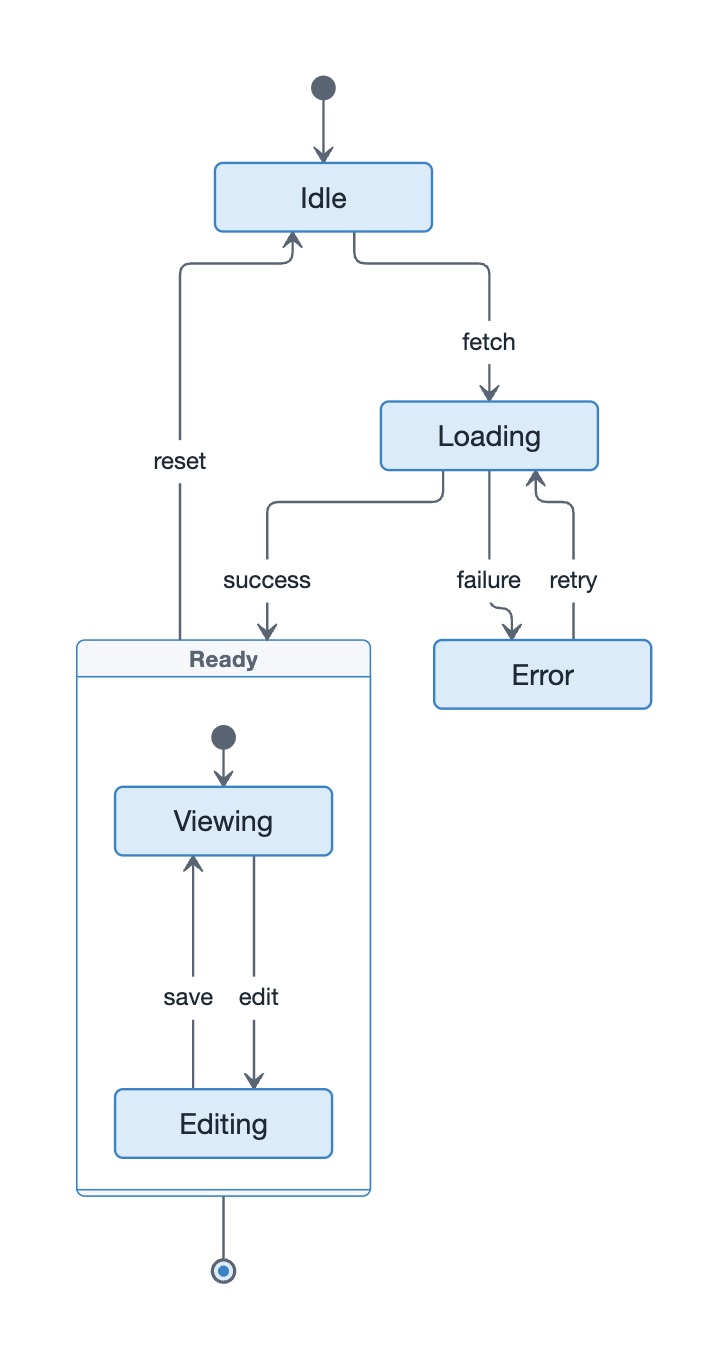 Idle
fetch
Loading
reset
success
failure
retry
Ready
Error
Viewing
save
edit
Editing